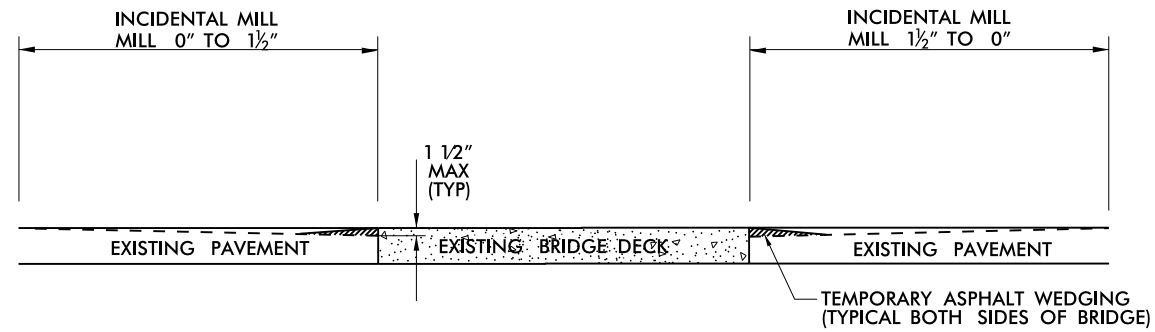 INCIDENTAL MILL
MILL 0" TO 1½"
INCIDENTAL MILL
MILL 1½" TO 0"
1 1/2"
MAX
(TYP)
EXISTING PAVEMENT
EXISTING BRIDGE DECK
EXISTING PAVEMENT
TEMPORARY ASPHALT WEDGING
(TYPICAL BOTH SIDES OF BRIDGE)